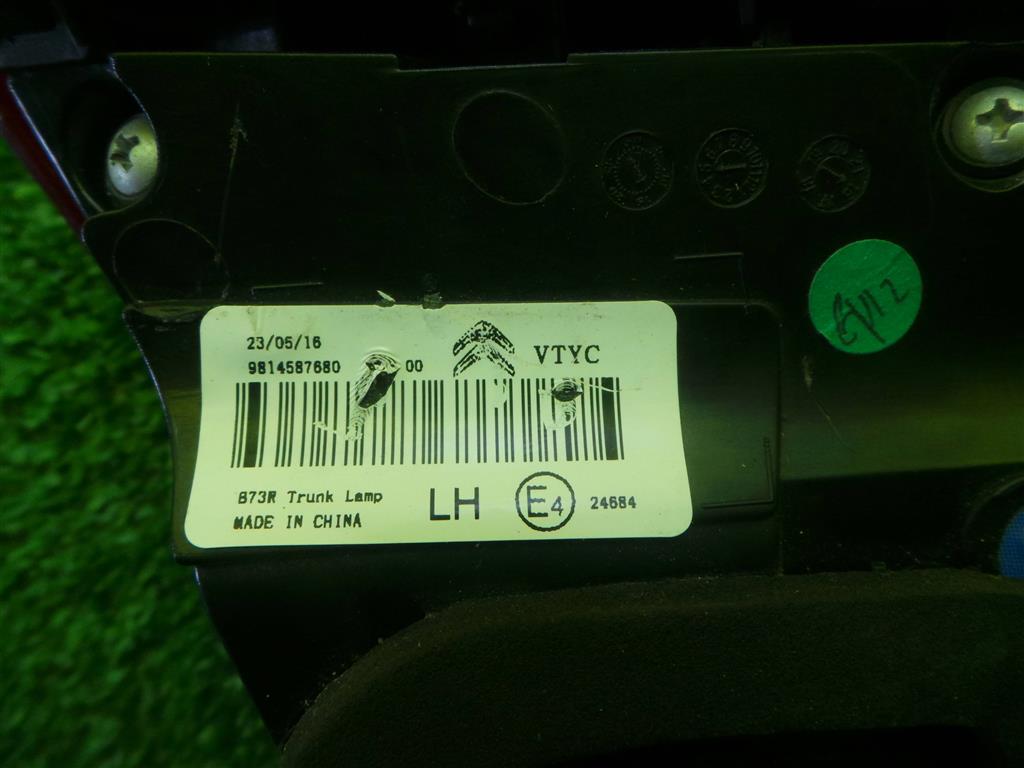 23/05/16
9814587680 00
VTYC
B73R Trunk Lamp
MADE IN CHINA
LH
E4
24684